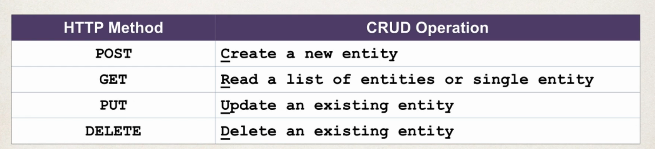 HTTP Method CRUD Operation
POST Create a new entity
GET Read a list of entities or single entity
PUT Update an existing entity
DELETE Delete an existing entity